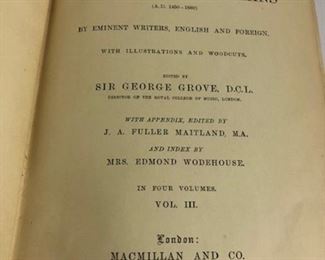 (A.D. 1450-1889)
BY EMINENT WRITERS, ENGLISH AND FOREIGN.
WITH ILLUSTRATIONS AND WOODCUTS.
EDITED BY
SIR GEORGE GROVE, D.C.L.
DIRECTOR OF THE ROYAL COLLEGE OF MUSIC, LONDON.
WITH APPENDIX, EDITED BY
J. A. FULLER MAITLAND, M.A.
AND INDEX BY
MRS. EDMOND WODEHOUSE.
IN FOUR VOLUMES.
VOL. III.
London:
MACMILLAN AND CO.